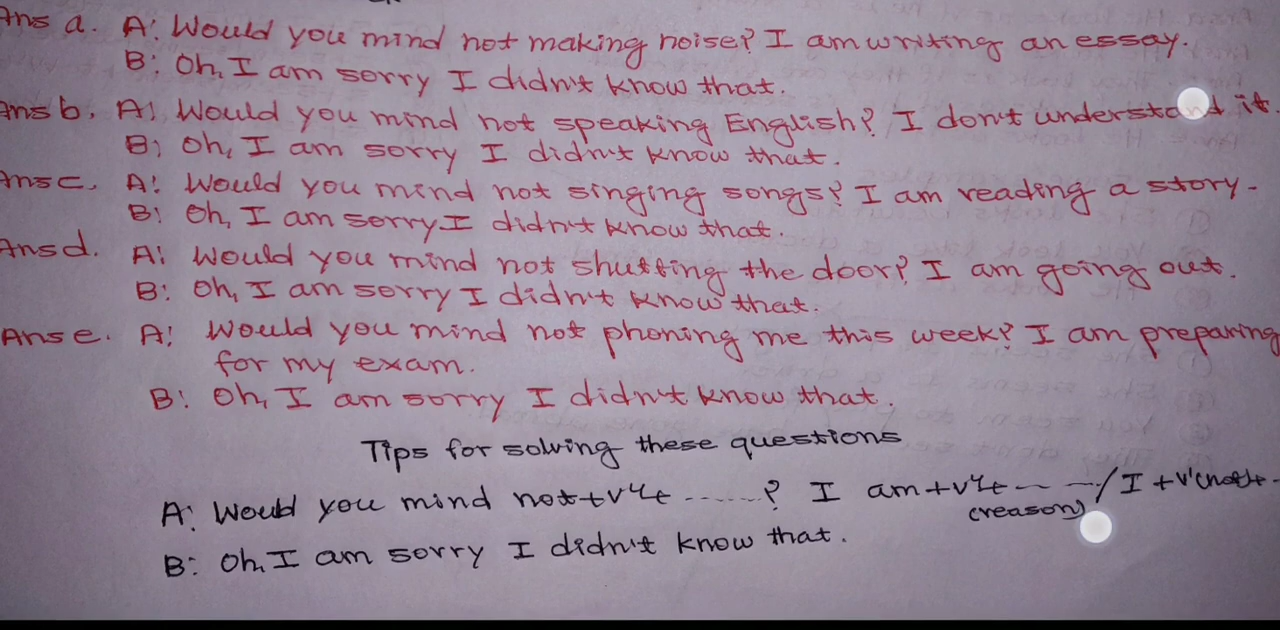 Ans a. A: Would you mind not making noise? I am writing an essay.
B: Oh, I am sorry I didn't know that.
Ans b. A: Would you mind not speaking English? I don't understand it.
B: Oh, I am sorry I didn't know that.
Ans c. A: Would you mind not singing songs? I am reading a story.
B: Oh, I am sorry I didn't know that.
Ans d. A: Would you mind not shutting the door? I am going out.
B: Oh, I am sorry I didn't know that.
Ans e. A: Would you mind not phoning me this week? I am preparing
for my exam.
B: Oh, I am sorry I didn't know that.
Tips for solving these questions
A: Would you mind not+v4 ......? I am+v4 -- --/ I +v'(not)+--
(reason)
B: Oh, I am sorry I didn't know that.